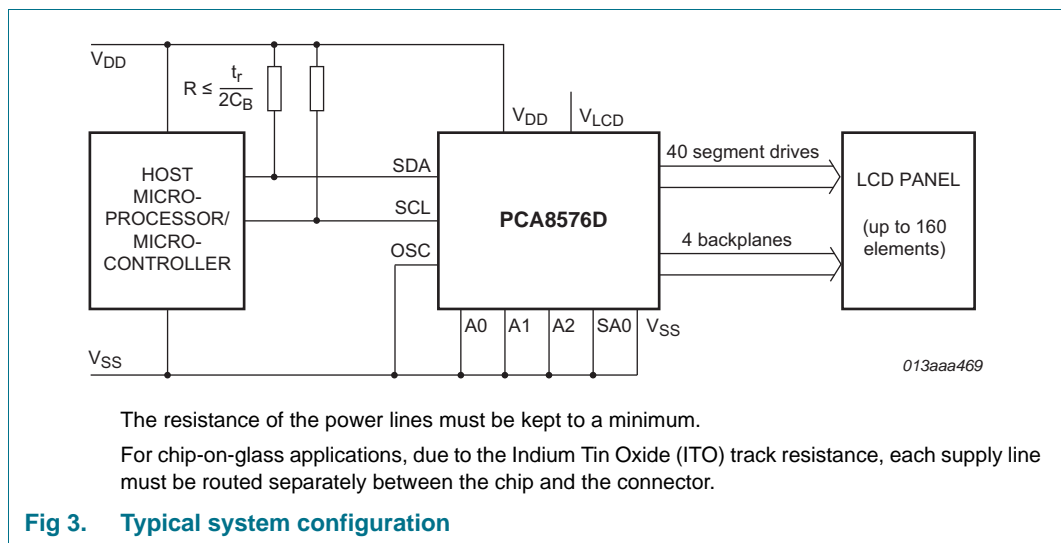 VDD
R ≤ tr
2CB
VDD
VLCD
HOST
MICRO-
PROCESSOR/
MICRO-
CONTROLLER
SDA
SCL
OSC
PCA8576D
40 segment drives
4 backplanes
LCD PANEL
(up to 160
elements)
A0 A1 A2 SA0 VSS
VSS
013aaa469
The resistance of the power lines must be kept to a minimum.
For chip-on-glass applications, due to the Indium Tin Oxide (ITO) track resistance, each supply line
must be routed separately between the chip and the connector.
Fig 3. Typical system configuration